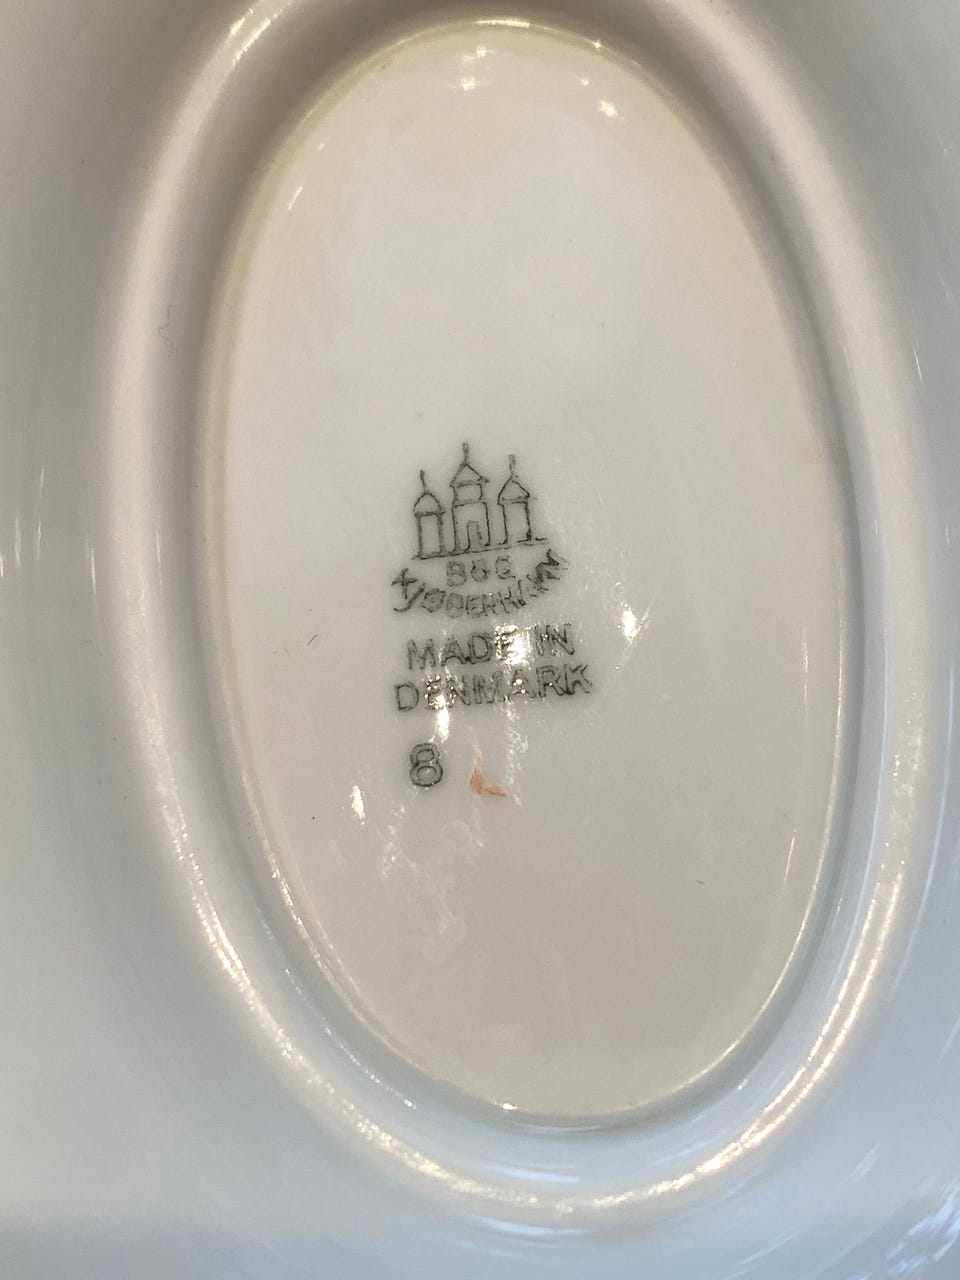 B&G
KJØBENHAVN
MADE IN
DENMARK
8 L